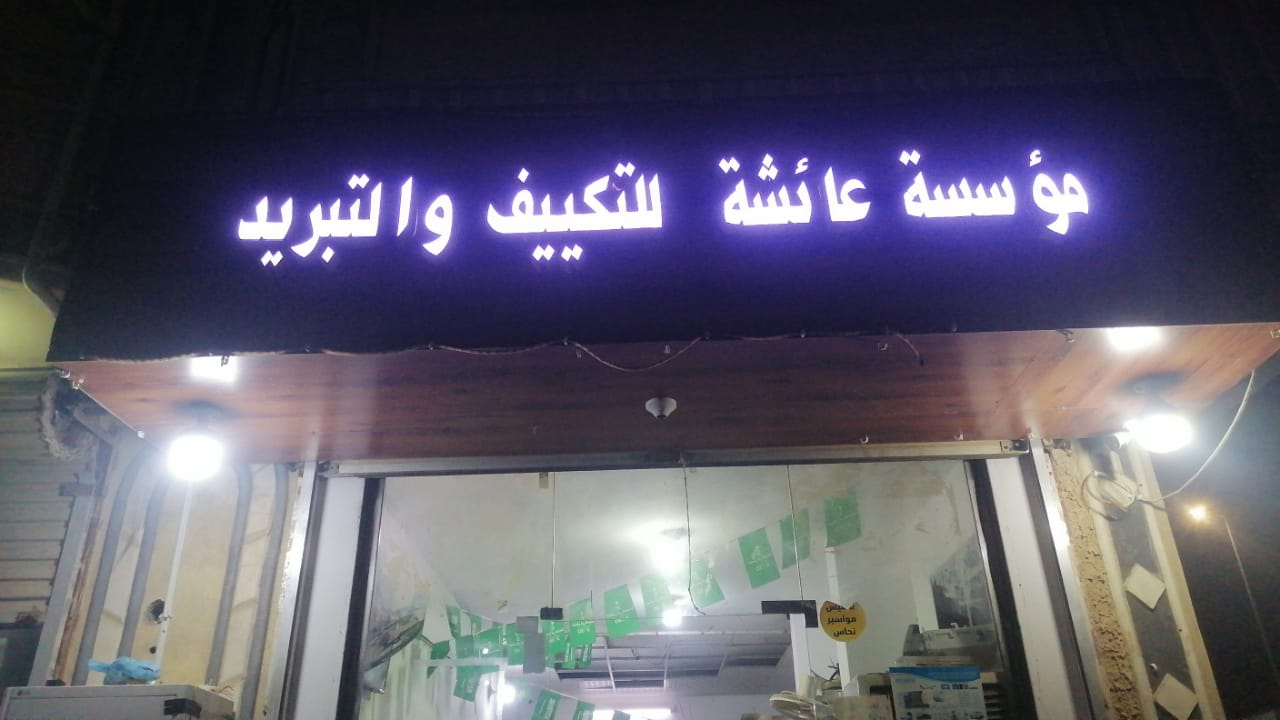 مؤسسة عائشة للتكييف والتبريد
مواسير
نحاس